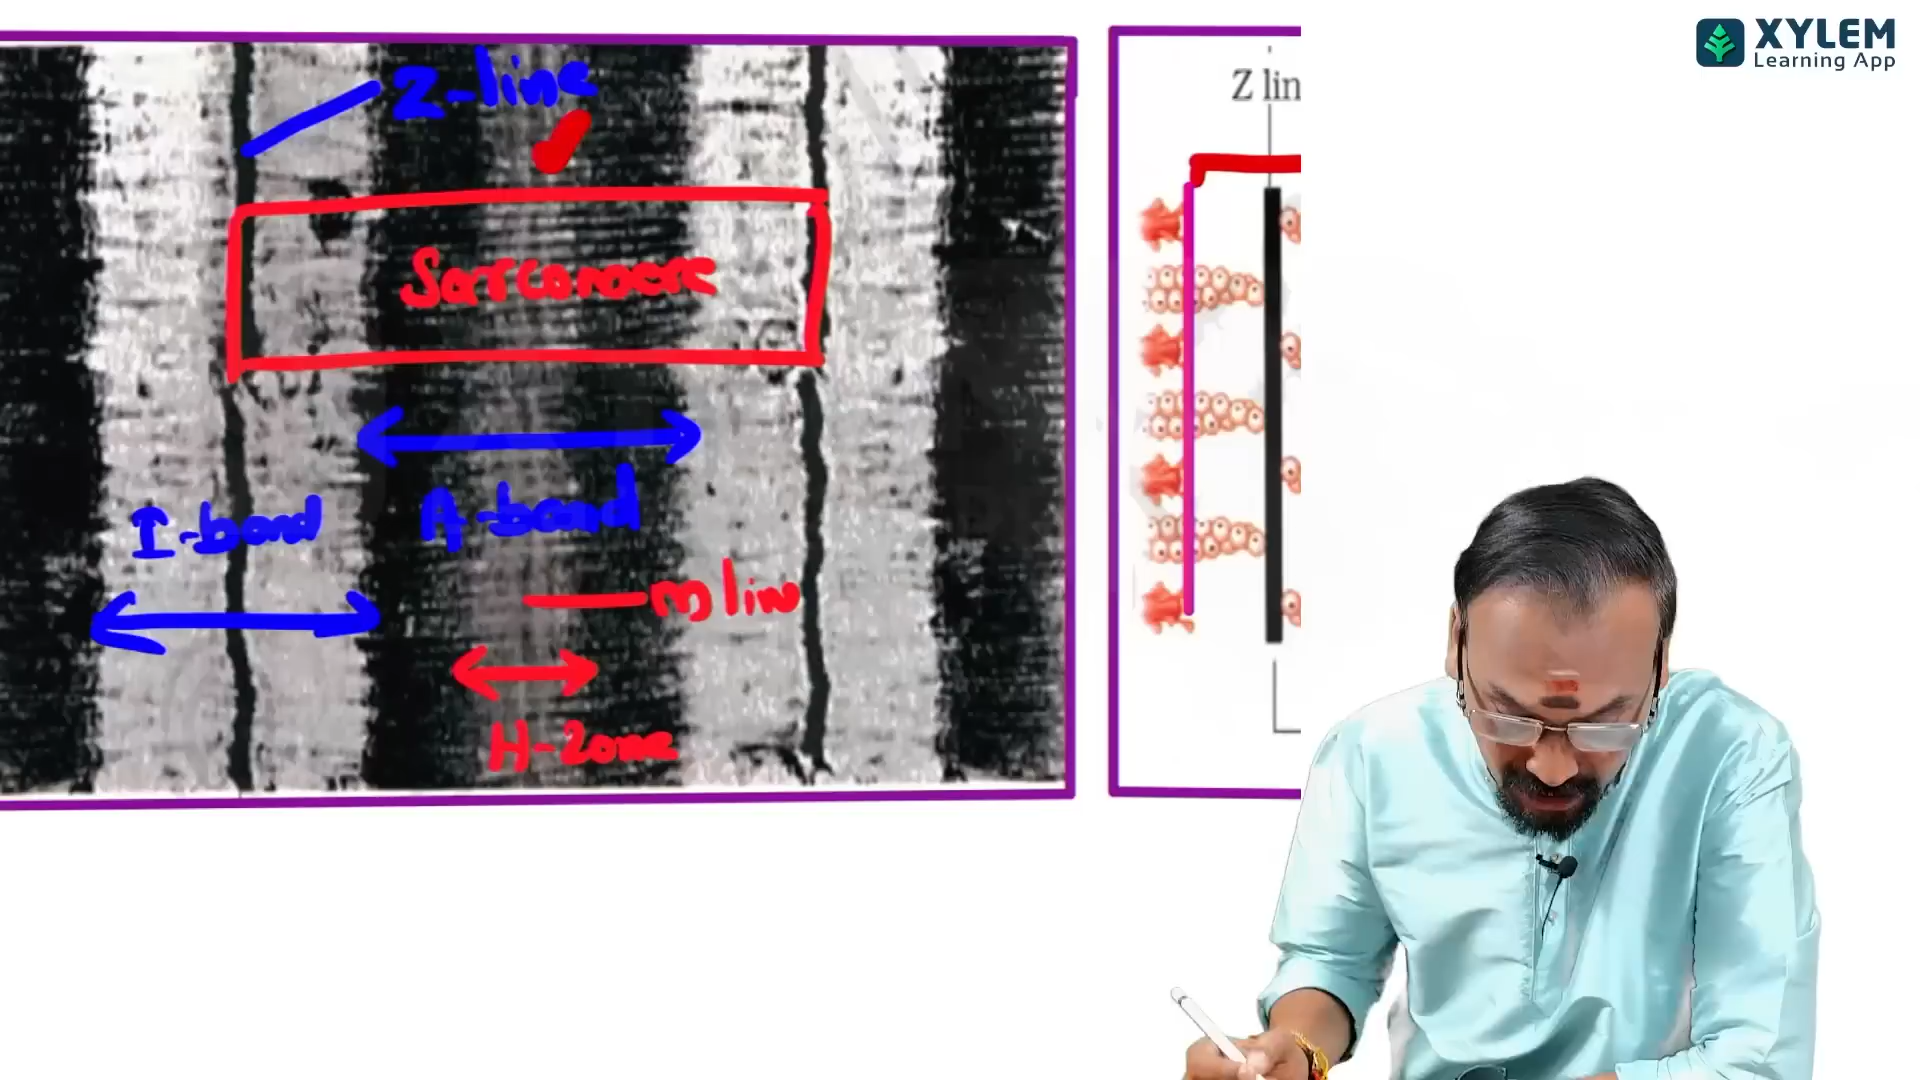 XYLEM
Learning App
Z-line
Z lin
Sarcomere
I-band
A-band
m line
H-Zone